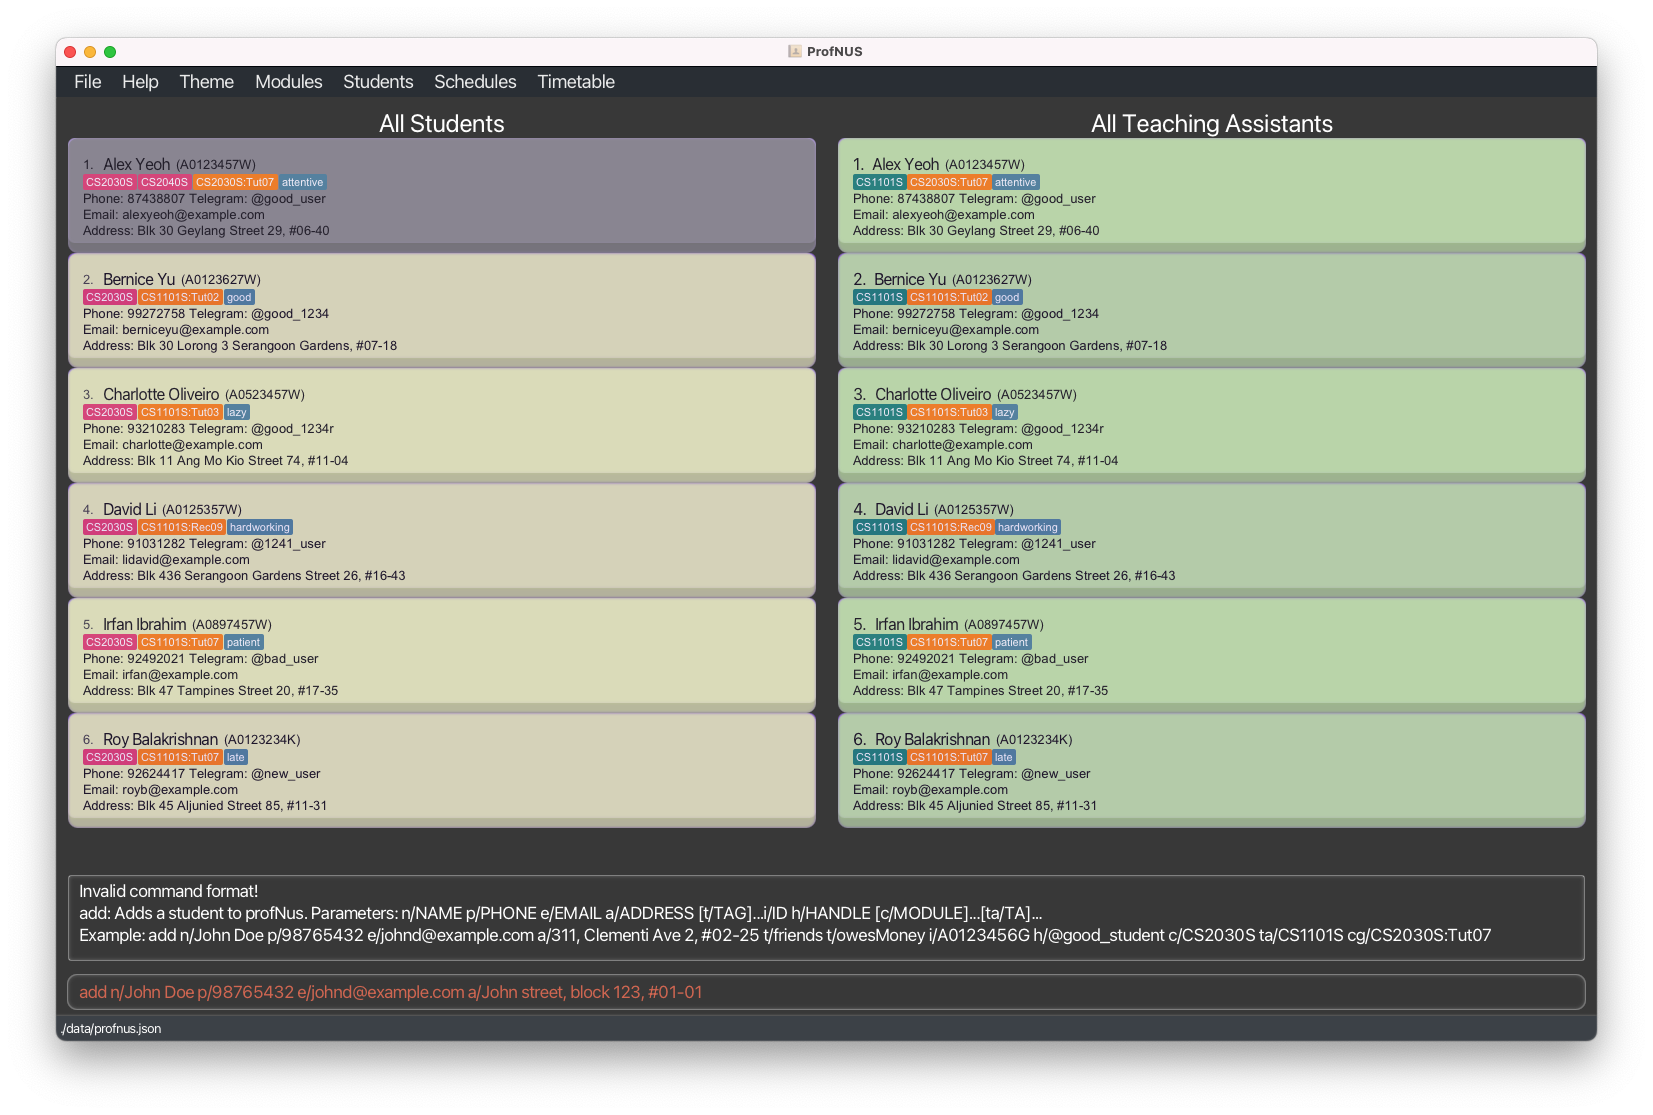 ProfNUS
File Help Theme Modules Students Schedules Timetable
All Students
1. Alex Yeoh (A0123457W)
CS2030S CS2040S CS2030S:Tut07 attentive
Phone: 87438807 Telegram: @good_user
Email: alexyeoh@example.com
Address: Blk 30 Geylang Street 29, #06-40
2. Bernice Yu (A0123627W)
CS2030S CS1101S:Tut02 good
Phone: 99272758 Telegram: @good_1234
Email: berniceyu@example.com
Address: Blk 30 Lorong 3 Serangoon Gardens, #07-18
3. Charlotte Oliveiro (A0523457W)
CS2030S CS1101S:Tut03 lazy
Phone: 93210283 Telegram: @good_1234r
Email: charlotte@example.com
Address: Blk 11 Ang Mo Kio Street 74, #11-04
4. David Li (A0125357W)
CS2030S CS1101S:Rec09 hardworking
Phone: 91031282 Telegram: @1241_user
Email: lidavid@example.com
Address: Blk 436 Serangoon Gardens Street 26, #16-43
5. Irfan Ibrahim (A0897457W)
CS2030S CS1101S:Tut07 patient
Phone: 92492021 Telegram: @bad_user
Email: irfan@example.com
Address: Blk 47 Tampines Street 20, #17-35
6. Roy Balakrishnan (A0123234K)
CS2030S CS1101S:Tut07 late
Phone: 92624417 Telegram: @new_user
Email: royb@example.com
Address: Blk 45 Aljunied Street 85, #11-31
All Teaching Assistants
1. Alex Yeoh (A0123457W)
CS1101S CS2030S:Tut07 attentive
Phone: 87438807 Telegram: @good_user
Email: alexyeoh@example.com
Address: Blk 30 Geylang Street 29, #06-40
2. Bernice Yu (A0123627W)
CS1101S CS1101S:Tut02 good
Phone: 99272758 Telegram: @good_1234
Email: berniceyu@example.com
Address: Blk 30 Lorong 3 Serangoon Gardens, #07-18
3. Charlotte Oliveiro (A0523457W)
CS1101S CS1101S:Tut03 lazy
Phone: 93210283 Telegram: @good_1234r
Email: charlotte@example.com
Address: Blk 11 Ang Mo Kio Street 74, #11-04
4. David Li (A0125357W)
CS1101S CS1101S:Rec09 hardworking
Phone: 91031282 Telegram: @1241_user
Email: lidavid@example.com
Address: Blk 436 Serangoon Gardens Street 26, #16-43
5. Irfan Ibrahim (A0897457W)
CS1101S CS1101S:Tut07 patient
Phone: 92492021 Telegram: @bad_user
Email: irfan@example.com
Address: Blk 47 Tampines Street 20, #17-35
6. Roy Balakrishnan (A0123234K)
CS1101S CS1101S:Tut07 late
Phone: 92624417 Telegram: @new_user
Email: royb@example.com
Address: Blk 45 Aljunied Street 85, #11-31
Invalid command format!
add: Adds a student to profNus. Parameters: n/NAME p/PHONE e/EMAIL a/ADDRESS [t/TAG]...i/ID h/HANDLE [c/MODULE]...[ta/TA]...
Example: add n/John Doe p/98765432 e/johnd@example.com a/311, Clementi Ave 2, #02-25 t/friends t/owesMoney i/A0123456G h/@good_student c/CS2030S ta/CS1101S cg/CS2030S:Tut07
add n/John Doe p/98765432 e/johnd@example.com a/John street, block 123, #01-01
./data/profnus.json